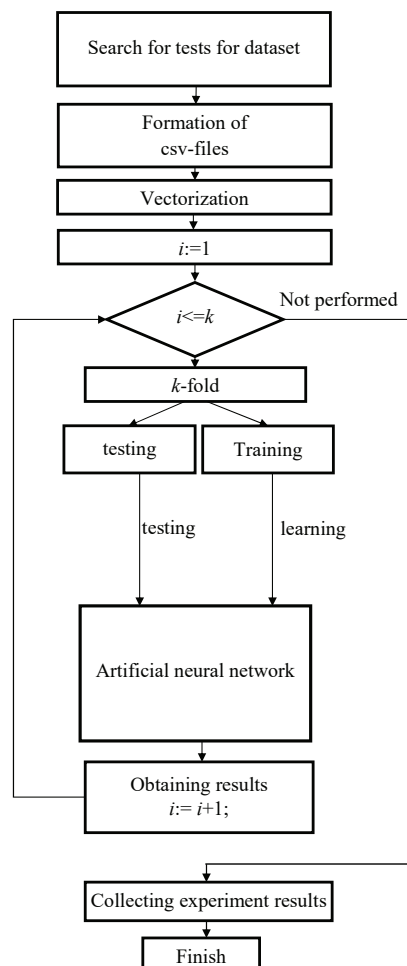 Search for tests for dataset
Formation of
csv-files
Vectorization
i:=1
Not performed
i<=k
k-fold
testing
Training
testing
learning
Artificial neural network
Obtaining results
i:= i+1;
Collecting experiment results
Finish